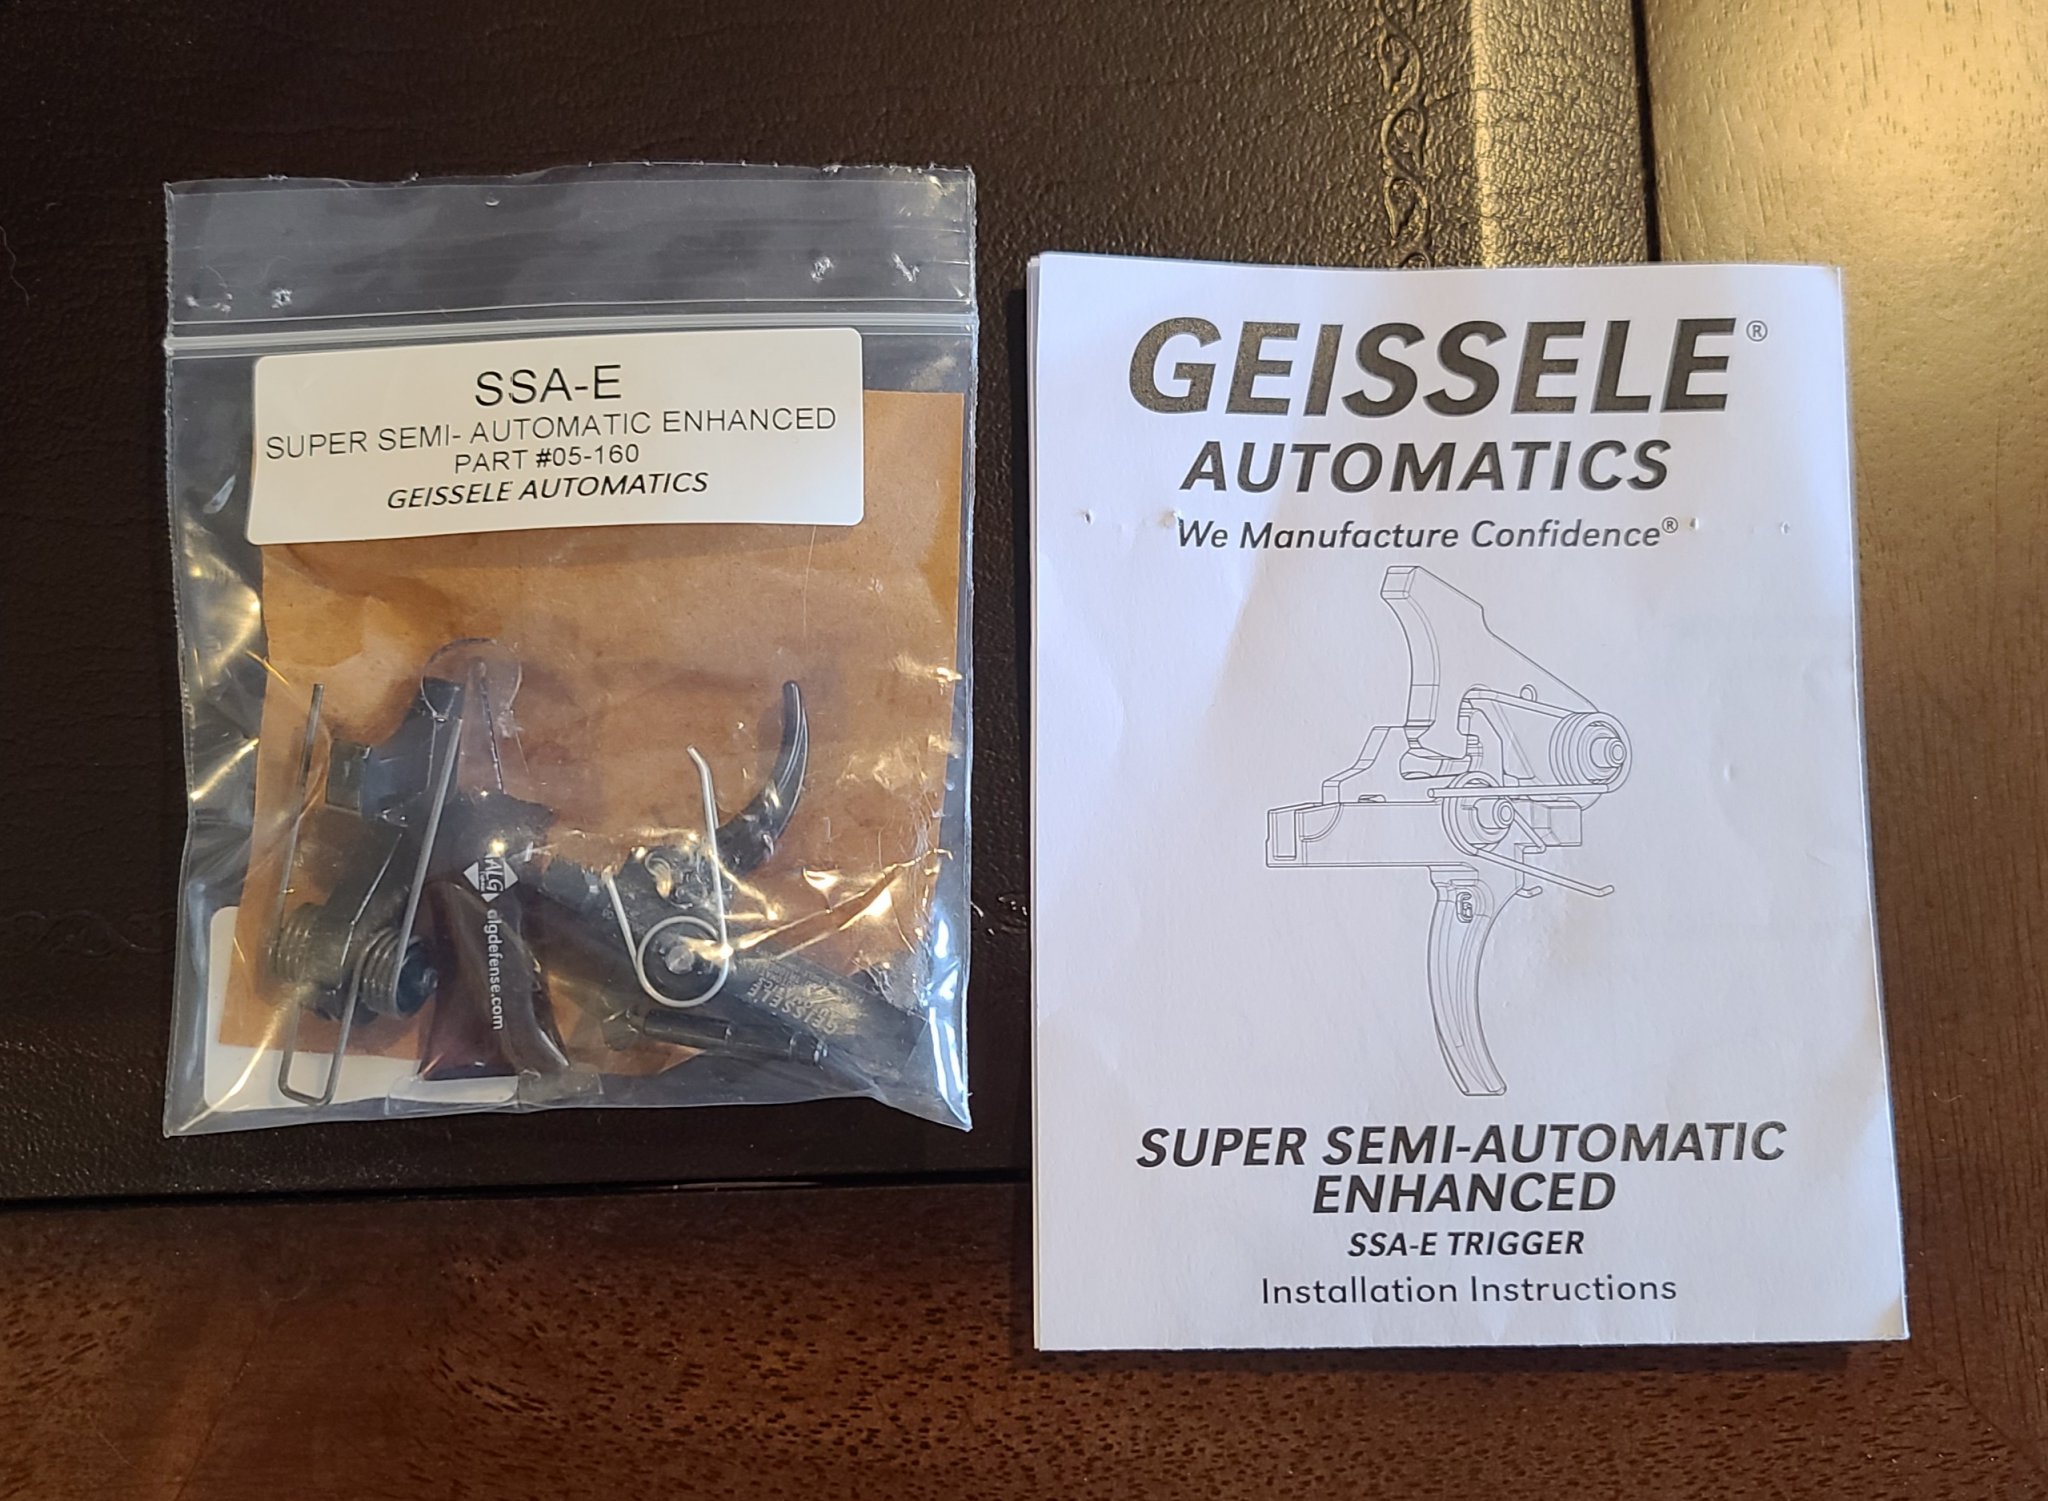 SSA-E
SUPER SEMI- AUTOMATIC ENHANCED
PART #05-160
GEISSELE AUTOMATICS
ALG
algdefense.com
GEISSELE
GEISSELE®
AUTOMATICS
We Manufacture Confidence®
SUPER SEMI-AUTOMATIC
ENHANCED
SSA-E TRIGGER
Installation Instructions